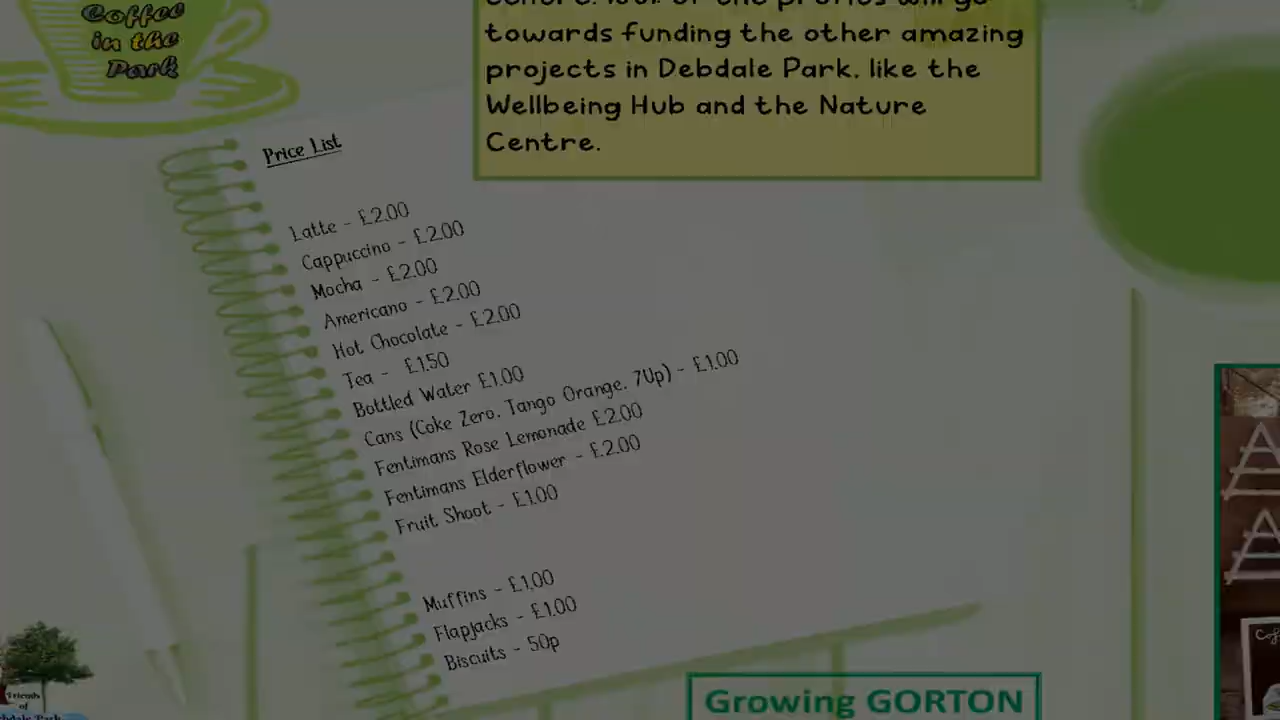 Coffee
in the
Park
towards funding the other amazing
projects in Debdale Park, like the
Wellbeing Hub and the Nature
Centre.
Price List
Latte - £2.00
Cappuccino - £2.00
Mocha - £2.00
Americano - £2.00
Hot Chocolate - £2.00
Tea - £1.50
Bottled Water £1.00
Cans (Coke Zero, Tango Orange, 7Up) - £1.00
Fentimans Rose Lemonade £2.00
Fentimans Elderflower - £2.00
Fruit Shoot - £1.00
Muffins - £1.00
Flapjacks - £1.00
Biscuits - 50p
Friends
of
Park
Growing GORTON